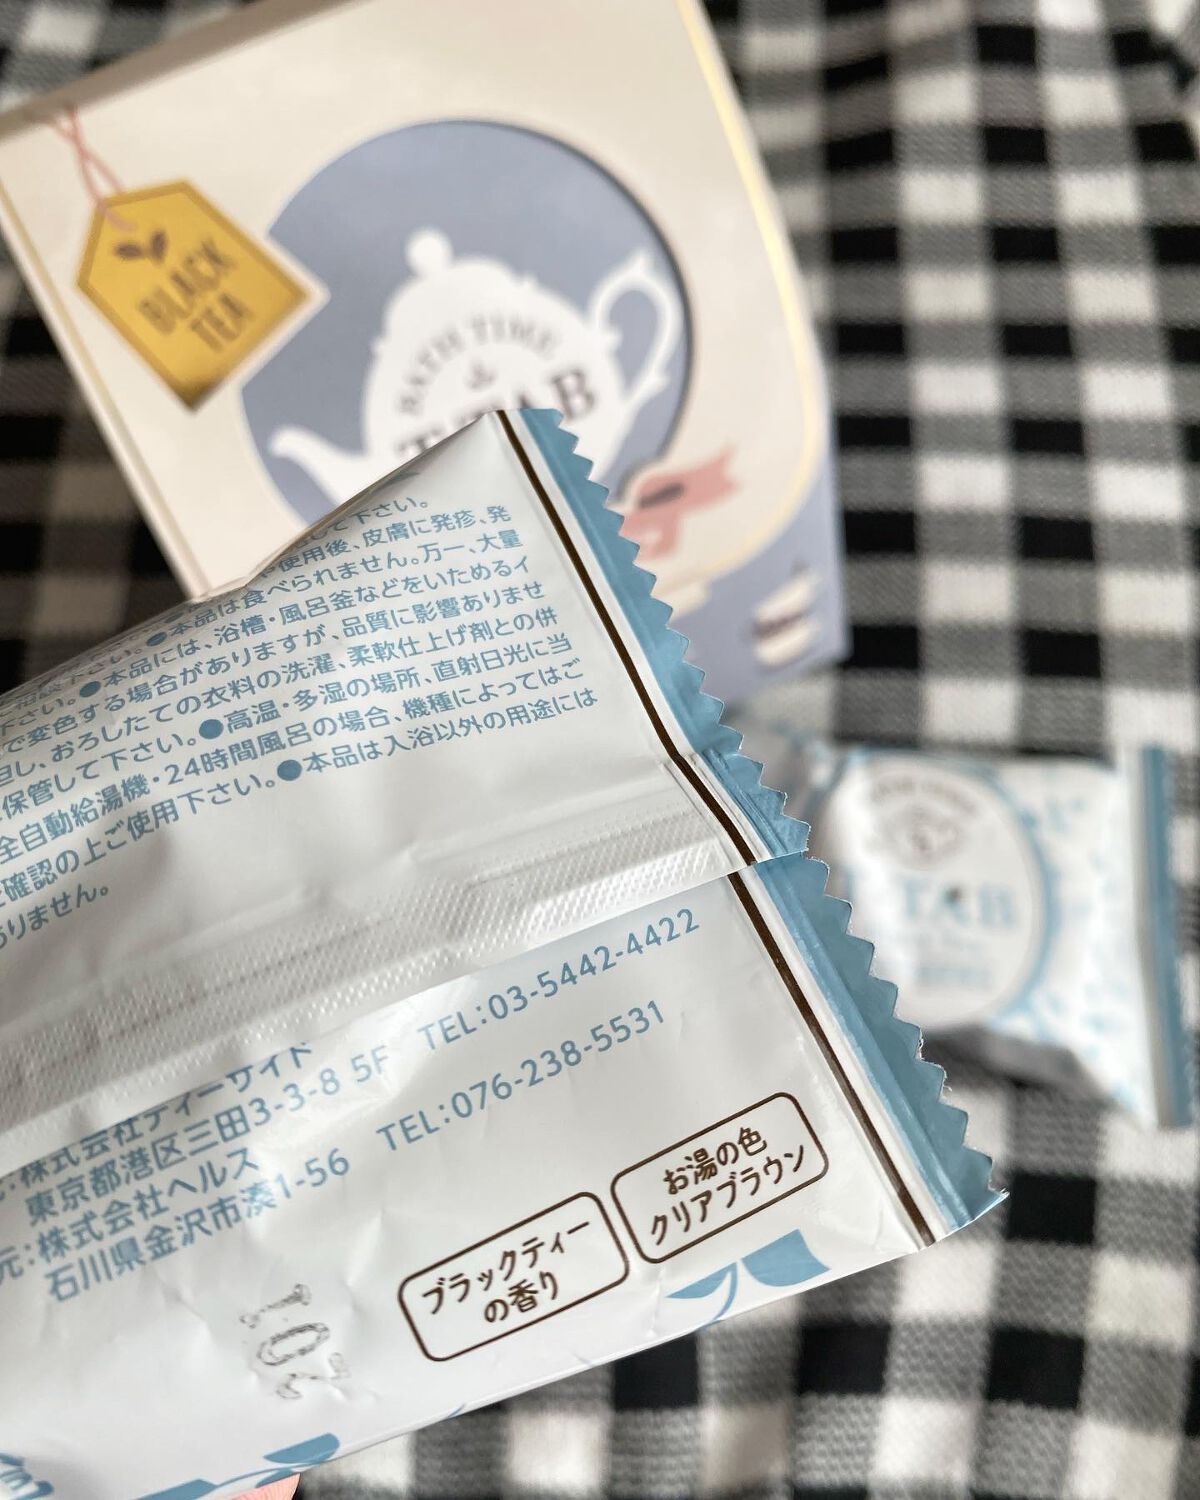 BLACK
TEA
BATH TIME
して下さい。
使用後、皮膚に発疹、発
●本品は食べられません。万一、大量
下さい。●本品には、浴槽・風呂釜などをいためるイ
で変色する場合がありますが、品質に影響ありませ
但し、おろしたての衣料の洗濯、柔軟仕上げ剤との併
保管して下さい。●高温・多湿の場所、直射日光に当
全自動給湯機・24時間風呂の場合、機種によってはご
確認の上ご使用下さい。●本品は入浴以外の用途には
ありません。
株式会社ティーサイド
東京都港区三田3-3-8 5F TEL:03-5442-4422
元:株式会社ヘルス
石川県金沢市湊1-56 TEL:076-238-5531
ブラックティー
の香り
お湯の色
クリアブラウン
TAB